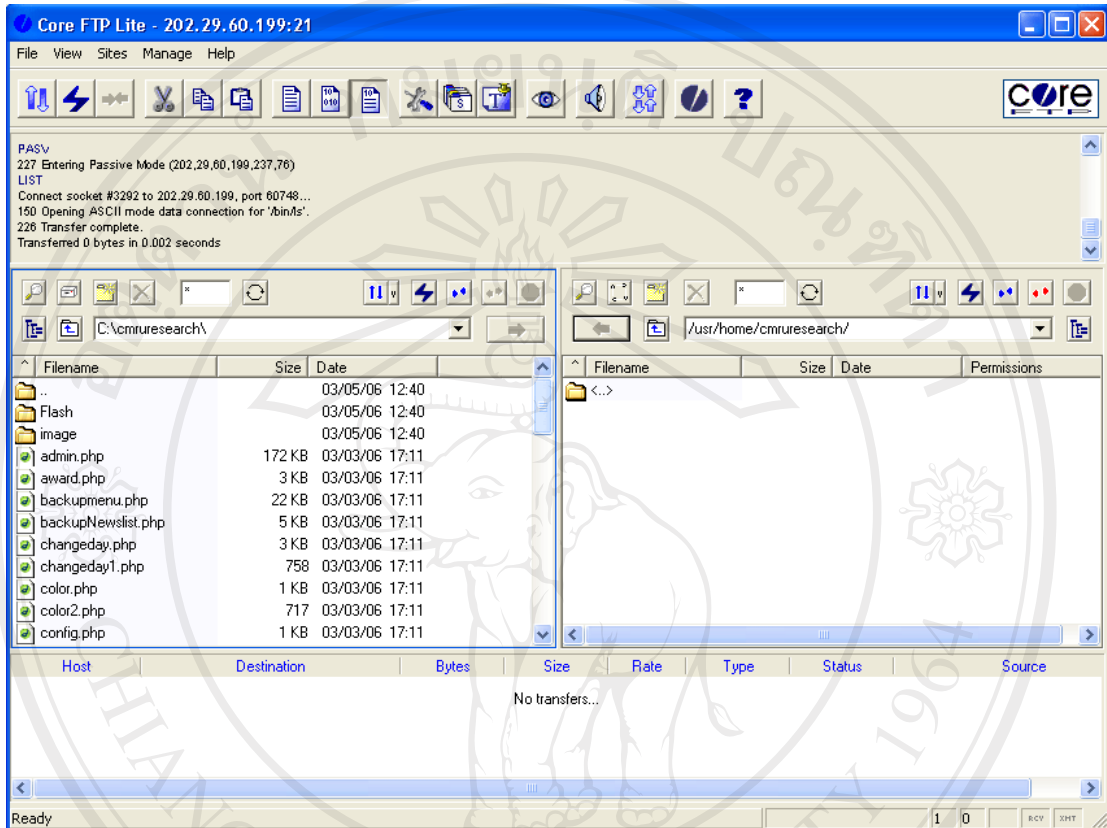 Core FTP Lite - 202.29.60.199:21
File View Sites Manage Help
CORE
PASV
227 Entering Passive Mode (202,29,60,199,237,76)
LIST
Connect socket #3292 to 202.29.60.199, port 60748...
150 Opening ASCII mode data connection for '/bin/ls'.
226 Transfer complete.
Transferred 0 bytes in 0.002 seconds
C:\cmruresearch\
/usr/home/cmruresearch/
Filename Size Date
..  03/05/06 12:40
Flash 03/05/06 12:40
image 03/05/06 12:40
admin.php 172 KB 03/03/06 17:11
award.php 3 KB 03/03/06 17:11
backupmenu.php 22 KB 03/03/06 17:11
backupNewslist.php 5 KB 03/03/06 17:11
changeday.php 3 KB 03/03/06 17:11
changeday1.php 758 03/03/06 17:11
color.php 1 KB 03/03/06 17:11
color2.php 717 03/03/06 17:11
config.php 1 KB 03/03/06 17:11
Filename Size Date Permissions
<..>
Host Destination Bytes Size Rate Type Status Source
No transfers...
Ready
1 0 RCV XMT